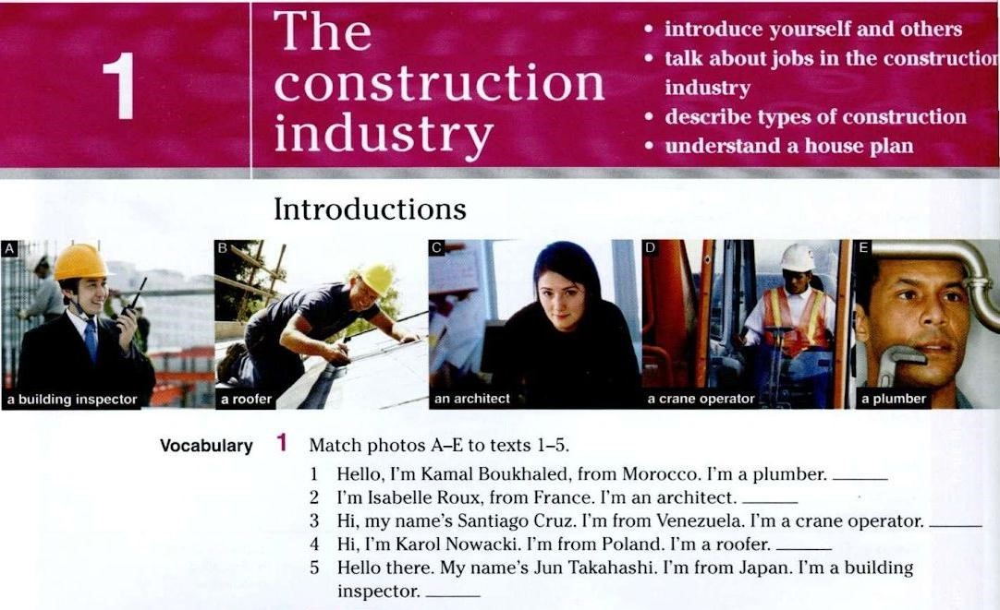 1
The
construction
industry
• introduce yourself and others
• talk about jobs in the construction
industry
• describe types of construction
• understand a house plan
Introductions
A
a building inspector
B
a roofer
C
an architect
D
a crane operator
E
a plumber
Vocabulary 1 Match photos A–E to texts 1–5.
1 Hello, I'm Kamal Boukhaled, from Morocco. I'm a plumber. ______
2 I'm Isabelle Roux, from France. I'm an architect. ______
3 Hi, my name's Santiago Cruz. I'm from Venezuela. I'm a crane operator. ______
4 Hi, I'm Karol Nowacki. I'm from Poland. I'm a roofer. ______
5 Hello there. My name's Jun Takahashi. I'm from Japan. I'm a building
inspector. ______